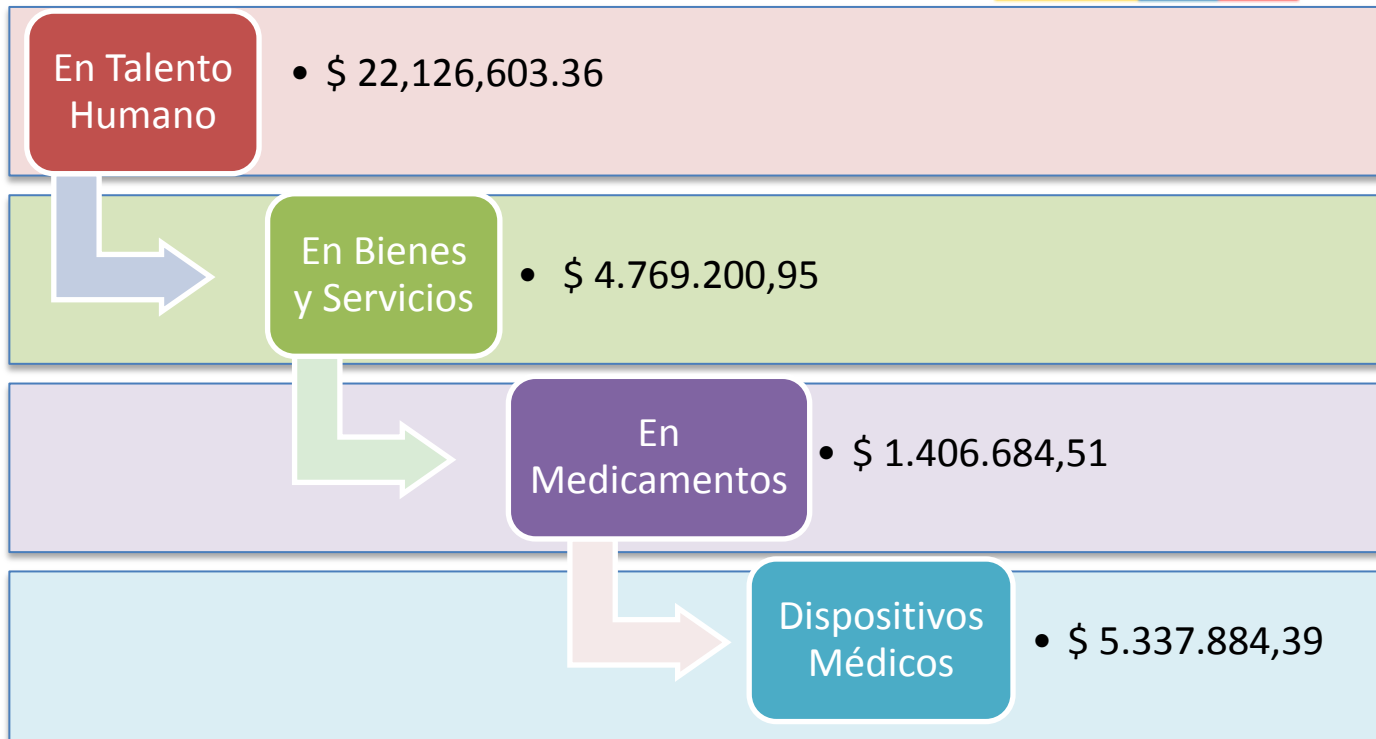 En Talento
Humano
• $ 22,126,603.36
En Bienes
y Servicios
• $ 4.769.200,95
En
Medicamentos
• $ 1.406.684,51
Dispositivos
Médicos
• $ 5.337.884,39